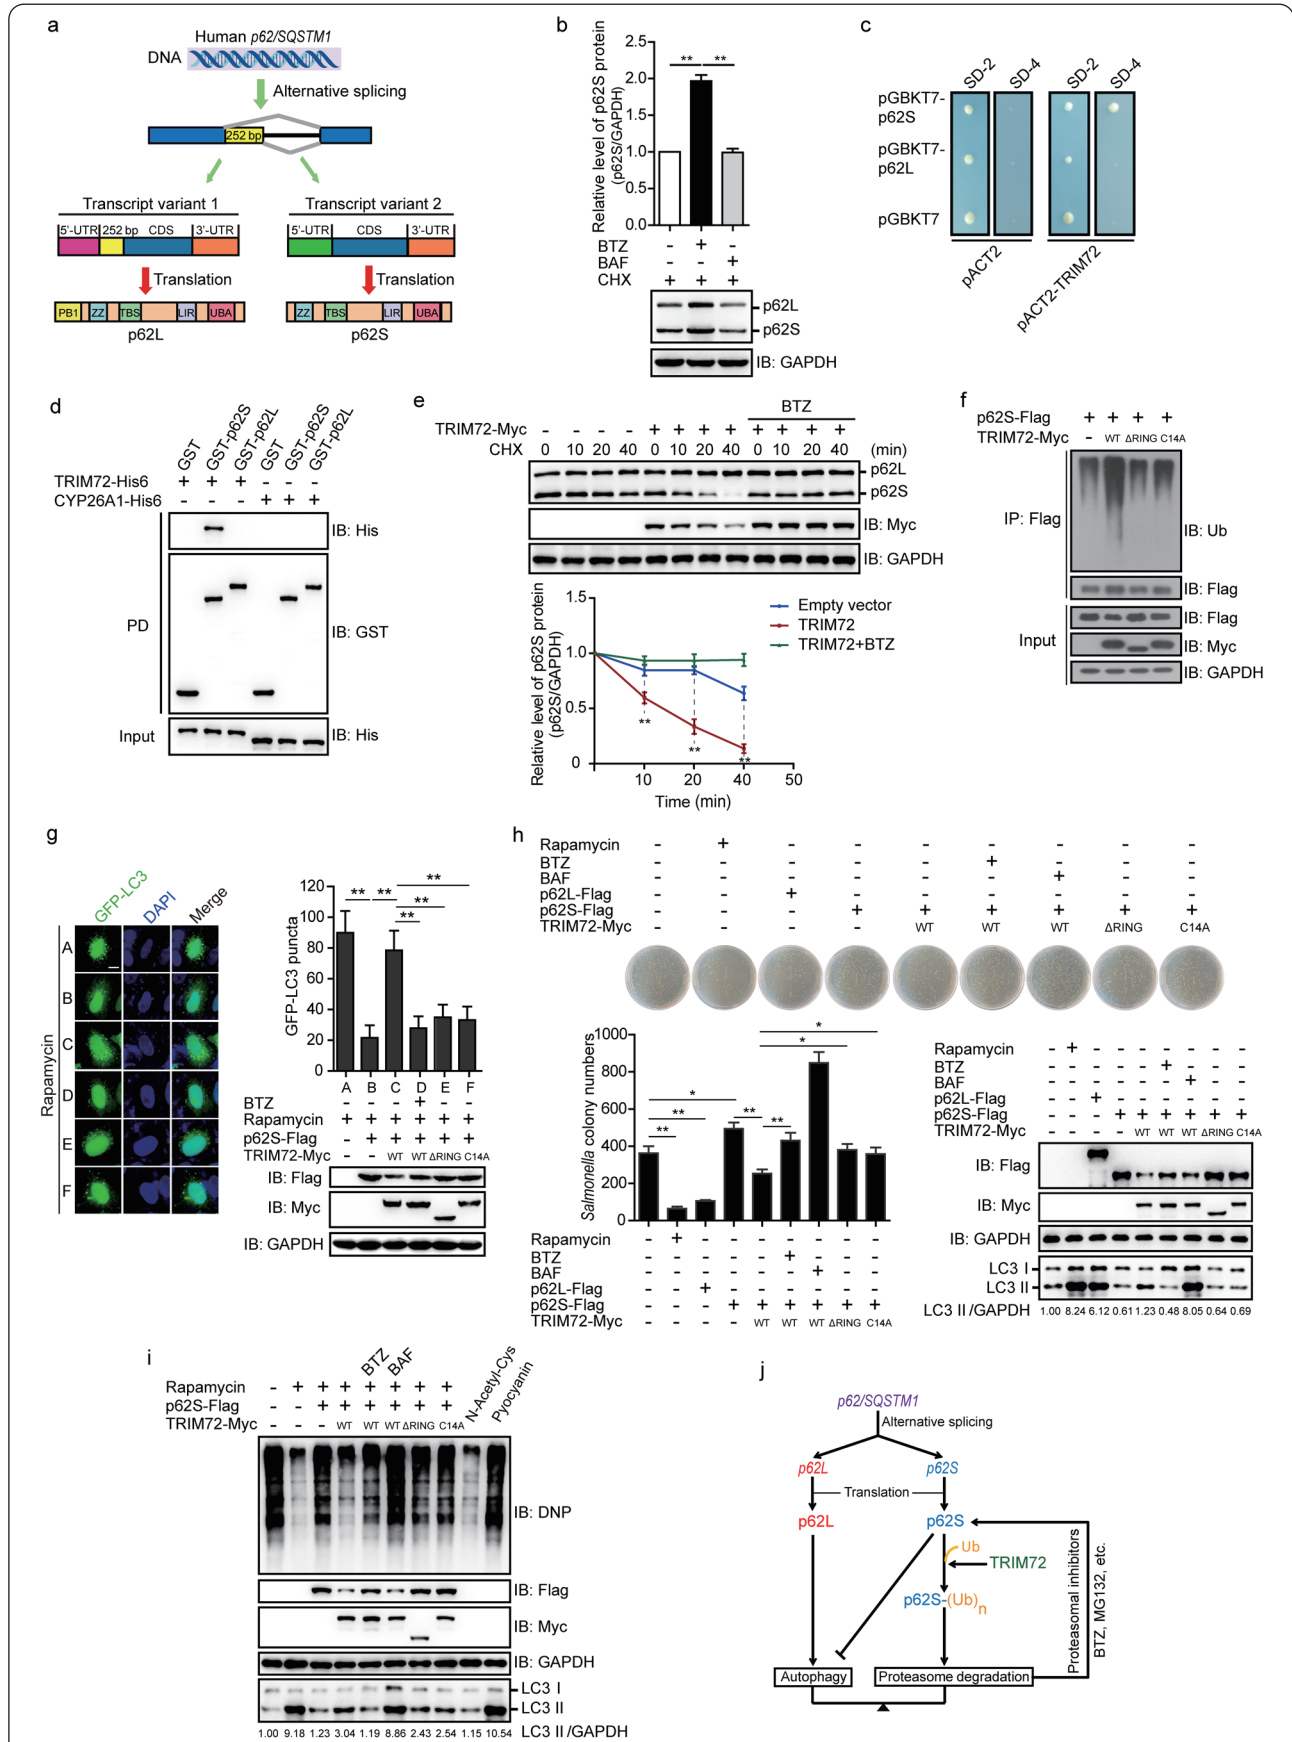 a
Human p62/SQSTM1
DNA
Alternative splicing
252 bp
Transcript variant 1
Transcript variant 2
5'-UTR 252 bp CDS 3'-UTR
5'-UTR CDS 3'-UTR
Translation
Translation
PB1 ZZ TBS LIR UBA
ZZ TBS LIR UBA
p62L
p62S
b
Relative level of p62S protein
(p62S/GAPDH)
2.5
2.0
1.5
1.0
0.5
0.0
** **
BTZ - + -
BAF - - +
CHX + + +
p62L
p62S
IB: GAPDH
c
SD-2 SD-4 SD-2 SD-4
pGBKT7-
p62S
pGBKT7-
p62L
pGBKT7
pACT2
pACT2-TRIM72
d
GST GST-p62S GST-p62L GST GST-p62S GST-p62L
TRIM72-His6 + + + - - -
CYP26A1-His6 - - - + + +
IB: His
PD
IB: GST
Input
IB: His
e
BTZ
TRIM72-Myc - - - - + + + + + + + +
CHX 0 10 20 40 0 10 20 40 0 10 20 40 (min)
p62L
p62S
IB: Myc
IB: GAPDH
Relative level of p62S protein
(p62S/GAPDH)
1.5
1.0
0.5
0
Empty vector
TRIM72
TRIM72+BTZ
** ** **
10 20 40 50
Time (min)
f
p62S-Flag + + + +
TRIM72-Myc - WT ΔRING C14A
IP: Flag
IB: Ub
IB: Flag
Input
IB: Flag
IB: Myc
IB: GAPDH
g
GFP-LC3 DAPI Merge
Rapamycin
A
B
C
D
E
F
GFP-LC3 puncta
120
100
80
60
40
20
0
** ** ** ** **
A B C D E F
BTZ - - - + - -
Rapamycin + + + + + +
p62S-Flag - + + + + +
TRIM72-Myc - - WT WT ΔRING C14A
IB: Flag
IB: Myc
IB: GAPDH
h
Rapamycin - + - - - - - - -
BTZ - - - - - + - - -
BAF - - - - - - + - -
p62L-Flag - - + - - - - - -
p62S-Flag - - - + + + + + +
TRIM72-Myc - - - - WT WT WT ΔRING C14A
Salmonella colony numbers
1000
800
600
400
200
0
** ** * ** ** * *
Rapamycin - + - - - - - - -
BTZ - - - - - + - - -
BAF - - - - - - + - -
p62L-Flag - - + - - - - - -
p62S-Flag - - - + + + + + +
TRIM72-Myc - - - - WT WT WT ΔRING C14A
Rapamycin - + - - - - - - -
BTZ - - - - - + - - -
BAF - - - - - - + - -
p62L-Flag - - + - - - - - -
p62S-Flag - - - + + + + + +
TRIM72-Myc - - - - WT WT WT ΔRING C14A
IB: Flag
IB: Myc
IB: GAPDH
LC3 I
LC3 II
LC3 II/GAPDH 1.00 8.24 6.12 0.61 1.23 0.48 8.05 0.64 0.69
i
BTZ BAF N-Acetyl-Cys Pyocyanin
Rapamycin - + + + + + + +
p62S-Flag - - + + + + + +
TRIM72-Myc - - - WT WT WT ΔRING C14A
IB: DNP
IB: Flag
IB: Myc
IB: GAPDH
LC3 I
LC3 II
1.00 9.18 1.23 3.04 1.19 8.86 2.43 2.54 1.15 10.54 LC3 II/GAPDH
j
p62/SQSTM1
Alternative splicing
p62L p62S
Translation
p62L p62S
Ub
TRIM72
p62S-(Ub)n
Proteasomal inhibitors
BTZ, MG132, etc.
Autophagy
Proteasome degradation